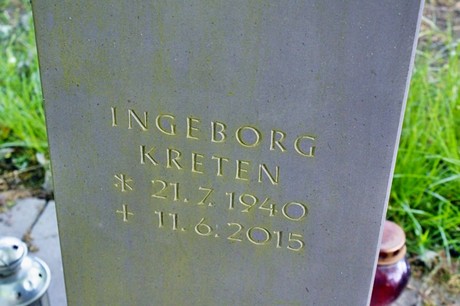 INGEBORG
KRETEN
* 21. 7. 1940
+ 11. 6. 2015